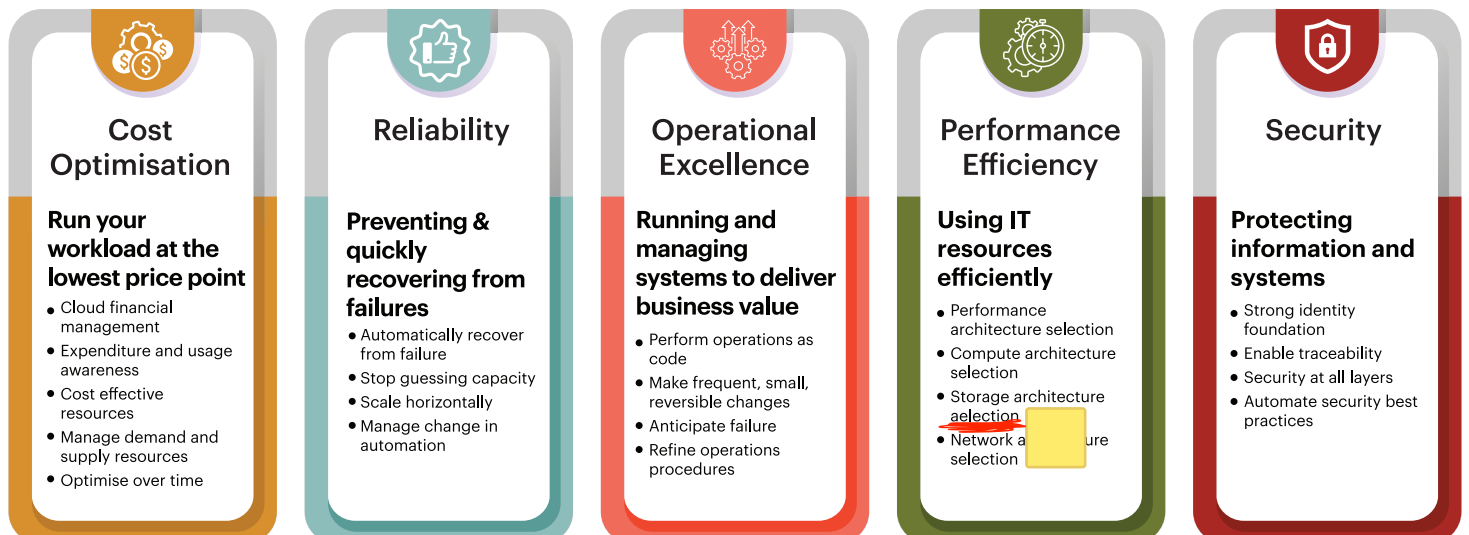 Cost
Optimisation
Run your
workload at the
lowest price point
• Cloud financial
management
• Expenditure and usage
awareness
• Cost effective
resources
• Manage demand and
supply resources
• Optimise over time
Reliability
Preventing &
quickly
recovering from
failures
• Automatically recover
from failure
• Stop guessing capacity
• Scale horizontally
• Manage change in
automation
Operational
Excellence
Running and
managing
systems to deliver
business value
• Perform operations as
code
• Make frequent, small,
reversible changes
• Anticipate failure
• Refine operations
procedures
Performance
Efficiency
Using IT
resources
efficiently
• Performance
architecture selection
• Compute architecture
selection
• Storage architecture
aelection
• Network
selection
Security
Protecting
information and
systems
• Strong identity
foundation
• Enable traceability
• Security at all layers
• Automate security best
practices